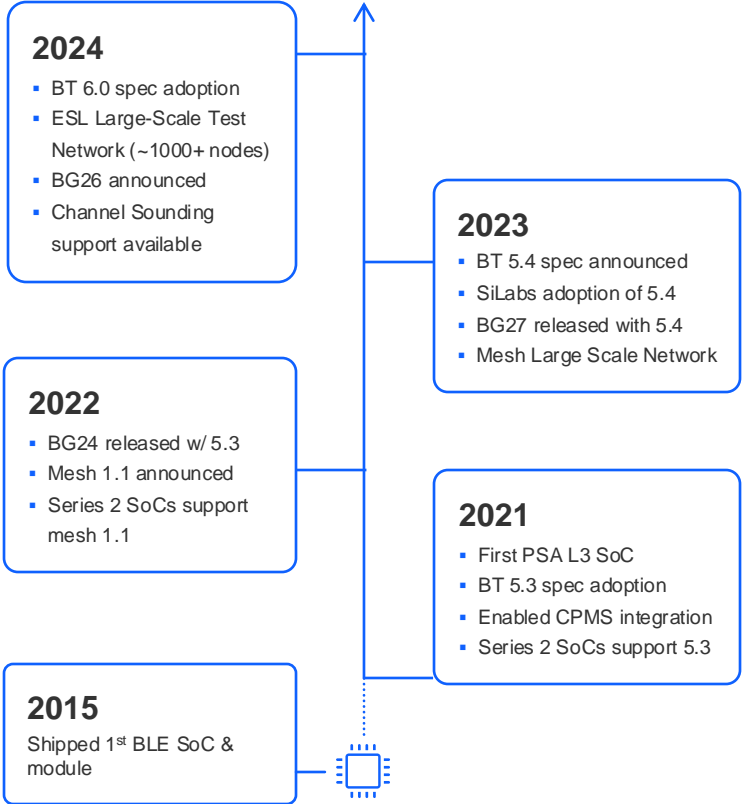 2024
▪ BT 6.0 spec adoption
▪ ESL Large-Scale Test
Network (~1000+ nodes)
▪ BG26 announced
▪ Channel Sounding
support available
2023
▪ BT 5.4 spec announced
▪ SiLabs adoption of 5.4
▪ BG27 released with 5.4
▪ Mesh Large Scale Network
2022
▪ BG24 released w/ 5.3
▪ Mesh 1.1 announced
▪ Series 2 SoCs support
mesh 1.1
2021
▪ First PSA L3 SoC
▪ BT 5.3 spec adoption
▪ Enabled CPMS integration
▪ Series 2 SoCs support 5.3
2015
Shipped 1st BLE SoC &
module